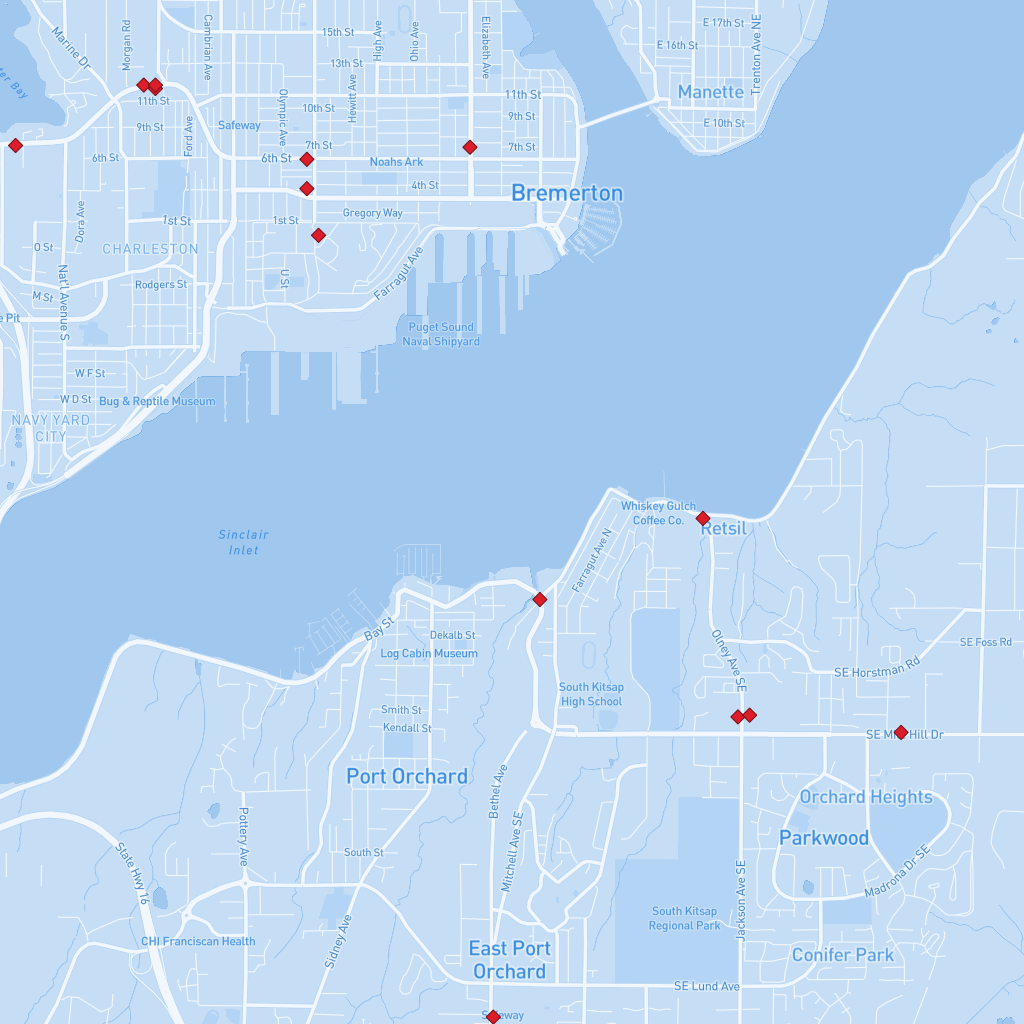 Marine Dr
Morgan Rd
Cambrian Ave
High Ave
Ohio Ave
Elizabeth Ave
E 17th St
E 16th St
Trenton Ave NE
15th St
13th St
Manette
E 10th St
ter Bay
11th St
9th St
Ford Ave
Safeway
Olympic Ave
10th St
Hewitt Ave
7th St
11th St
9th St
7th St
6th St
6th St
Noahs Ark
4th St
Bremerton
Dora Ave
1st St
1st St
Gregory Way
O St
CHARLESTON
Nat'l Avenue S
M St
Rodgers St
U St
Farragut Ave
e Pit
Puget Sound
Naval Shipyard
W F St
W D St
Bug & Reptile Museum
NAVY YARD
CITY
Sinclair
Inlet
Whiskey Gulch
Coffee Co.
Retsil
Farragut Ave N
Bay St
Dekalb St
Log Cabin Museum
Olney Ave SE
SE Foss Rd
SE Horstman Rd
South Kitsap
High School
Smith St
Kendall St
Hill Dr
Port Orchard
Bethel Ave
Orchard Heights
Parkwood
Pottery Ave
State Hwy 16
South St
Mitchell Ave SE
Jackson Ave SE
Madrona Dr SE
Sidney Ave
CHI Franciscan Health
South Kitsap
Regional Park
East Port
Orchard
Conifer Park
SE Lund Ave